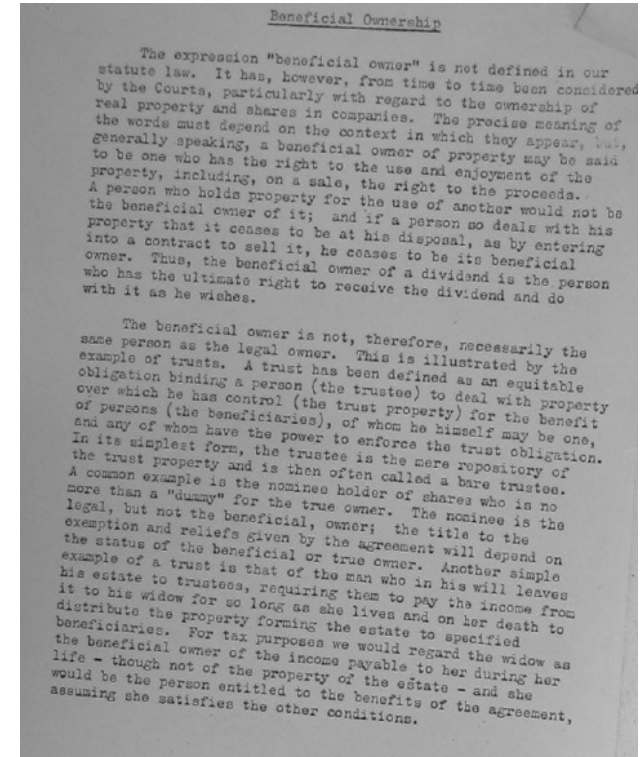 Beneficial Ownership
The expression "beneficial owner" is not defined in our
statute law. It has, however, from time to time been considered
by the Courts, particularly with regard to the ownership of
real property and shares in companies. The precise meaning of
the words must depend on the context in which they appear, but,
generally speaking, a beneficial owner of property may be said
to be one who has the right to the use and enjoyment of the
property, including, on a sale, the right to the proceeds.
A person who holds property for the use of another would not be
the beneficial owner of it; and if a person so deals with his
property that it ceases to be at his disposal, as by entering
into a contract to sell it, he ceases to be its beneficial
owner. Thus, the beneficial owner of a dividend is the person
who has the ultimate right to receive the dividend and do
with it as he wishes.
The beneficial owner is not, therefore, necessarily the
same person as the legal owner. This is illustrated by the
example of trusts. A trust has been defined as an equitable
obligation binding a person (the trustee) to deal with property
over which he has control (the trust property) for the benefit
of persons (the beneficiaries), of whom he himself may be one,
and any of whom have the power to enforce the trust obligation.
In its simplest form, the trustee is the mere repository of
the trust property and is then often called a bare trustee.
A common example is the nominee holder of shares who is no
more than a "dummy" for the true owner. The nominee is the
legal, but not the beneficial, owner; the title to the
exemption and reliefs given by the agreement will depend on
the status of the beneficial or true owner. Another simple
example of a trust is that of the man who in his will leaves
his estate to trustees, requiring them to pay the income from
it to his widow for so long as she lives and on her death to
distribute the property forming the estate to specified
beneficiaries. For tax purposes we would regard the widow as
the beneficial owner of the income payable to her during her
life - though not of the property of the estate - and she
would be the person entitled to the benefits of the agreement,
assuming she satisfies the other conditions.